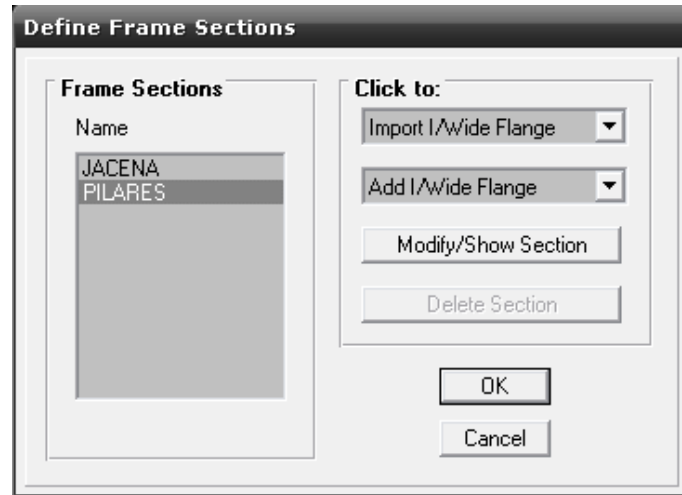 Define Frame Sections
Frame Sections
Name
JACENA
PILARES
Click to:
Import I/Wide Flange
Add I/Wide Flange
Modify/Show Section
Delete Section
OK
Cancel